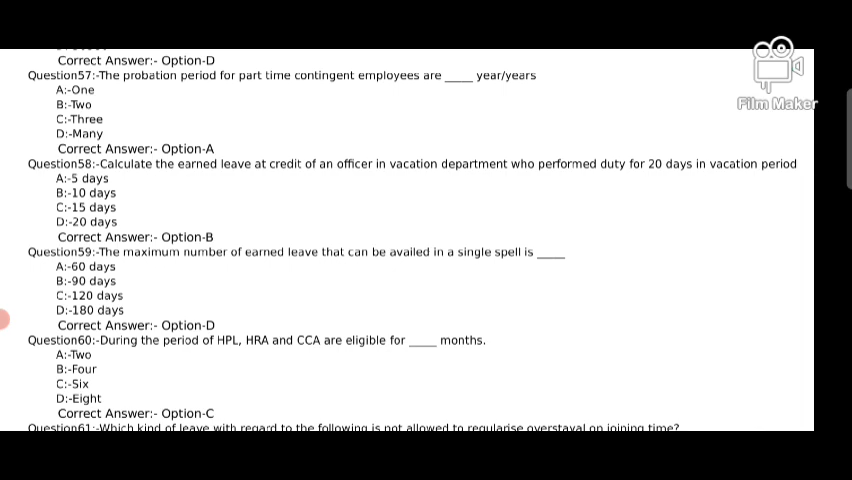 Correct Answer:- Option-D
Question57:-The probation period for part time contingent employees are _____ year/years
A:-One
B:-Two
C:-Three
D:-Many
Correct Answer:- Option-A
Question58:-Calculate the earned leave at credit of an officer in vacation department who performed duty for 20 days in vacation period
A:-5 days
B:-10 days
C:-15 days
D:-20 days
Correct Answer:- Option-B
Question59:-The maximum number of earned leave that can be availed in a single spell is _____
A:-60 days
B:-90 days
C:-120 days
D:-180 days
Correct Answer:- Option-D
Question60:-During the period of HPL, HRA and CCA are eligible for _____ months.
A:-Two
B:-Four
C:-Six
D:-Eight
Correct Answer:- Option-C
Question61:-Which kind of leave with regard to the following is not allowed to regularise overstayal on joining time?
Film Maker